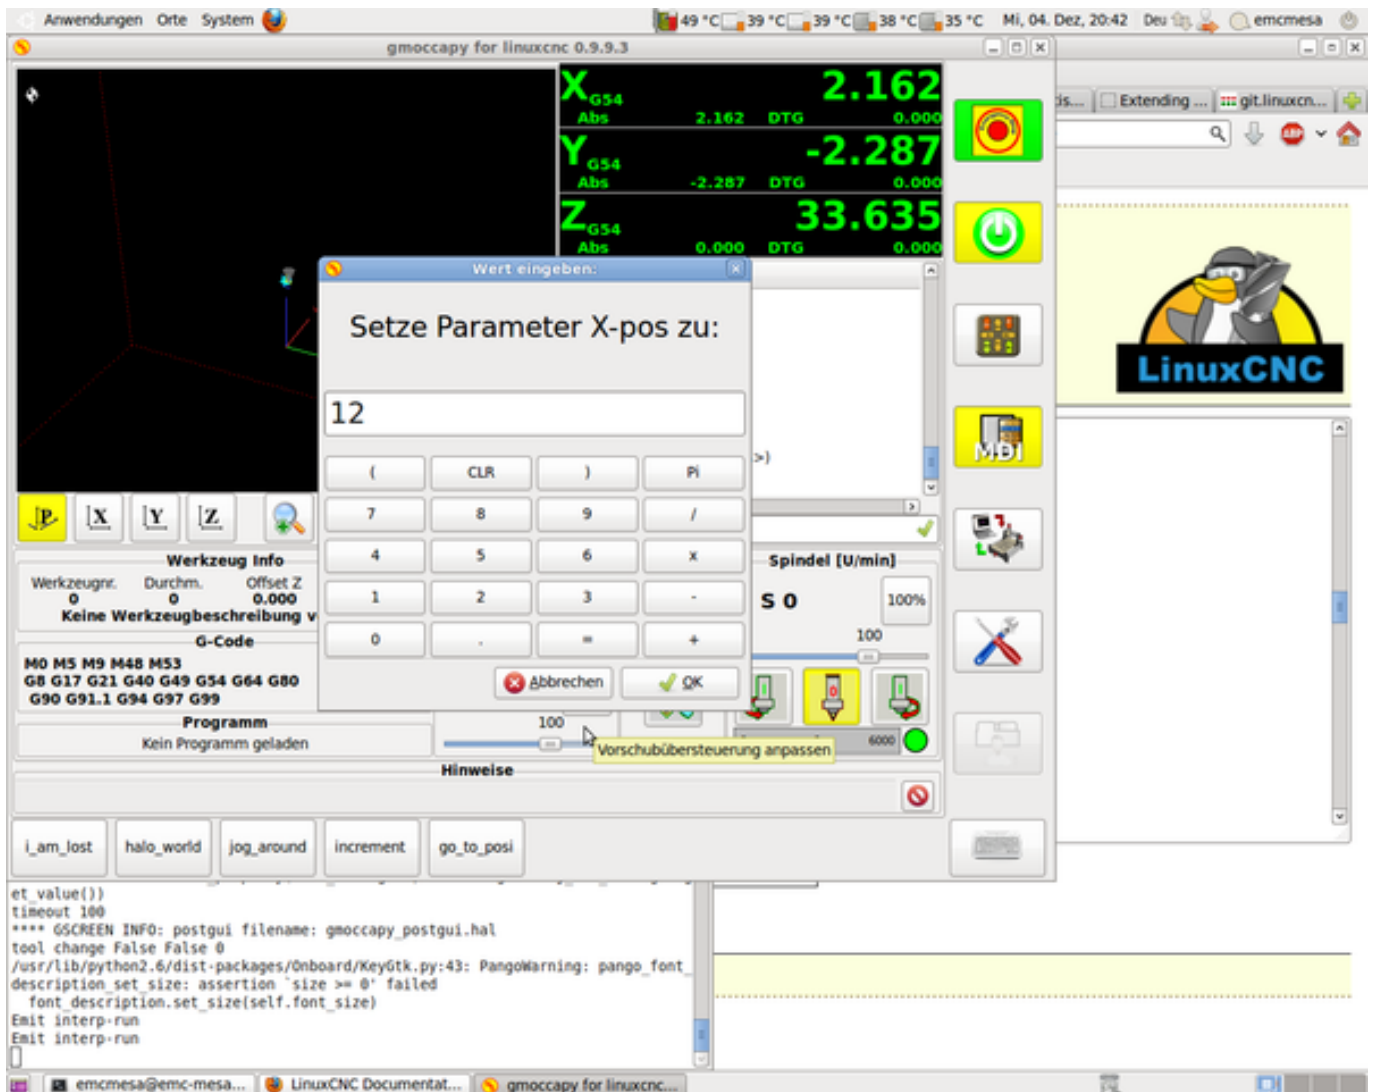 Anwendungen Orte System 49 °C 39 °C 39 °C 38 °C 35 °C Mi, 04. Dez, 20:42 Deu emcmesa
gmoccapy for linuxcnc 0.9.9.3
X G54 2.162
Abs 2.162 DTG 0.000
Y G54 -2.287
Abs -2.287 DTG 0.000
Z G54 33.635
Abs 0.000 DTG 0.000
Extending ... git.linuxcn...
ABP
LinuxCNC
Wert eingeben:
Setze Parameter X-pos zu:
12
( CLR ) Pi
7 8 9 /
4 5 6 x
1 2 3 -
0 . = +
Abbrechen OK
>)
MDI
P X Y Z
Werkzeug Info
Werkzeugnr. Durchm. Offset Z
0 0 0.000
Keine Werkzeugbeschreibung v
G-Code
M0 M5 M9 M48 M53
G8 G17 G21 G40 G49 G54 G64 G80
G90 G91.1 G94 G97 G99
Programm
Kein Programm geladen
100
Vorschubübersteuerung anpassen
Spindel [U/min]
S 0 100%
100
6000
Hinweise
i_am_lost halo_world jog_around increment go_to_posi
et_value())
timeout 100
**** GSCREEN INFO: postgui filename: gmoccapy_postgui.hal
tool change False False 0
/usr/lib/python2.6/dist-packages/Onboard/KeyGtk.py:43: PangoWarning: pango_font_
description_set_size: assertion `size >= 0' failed
font_description.set_size(self.font_size)
Emit interp-run
Emit interp-run
emcmesa@emc-mesa... LinuxCNC Documentat... gmoccapy for linuxcnc...